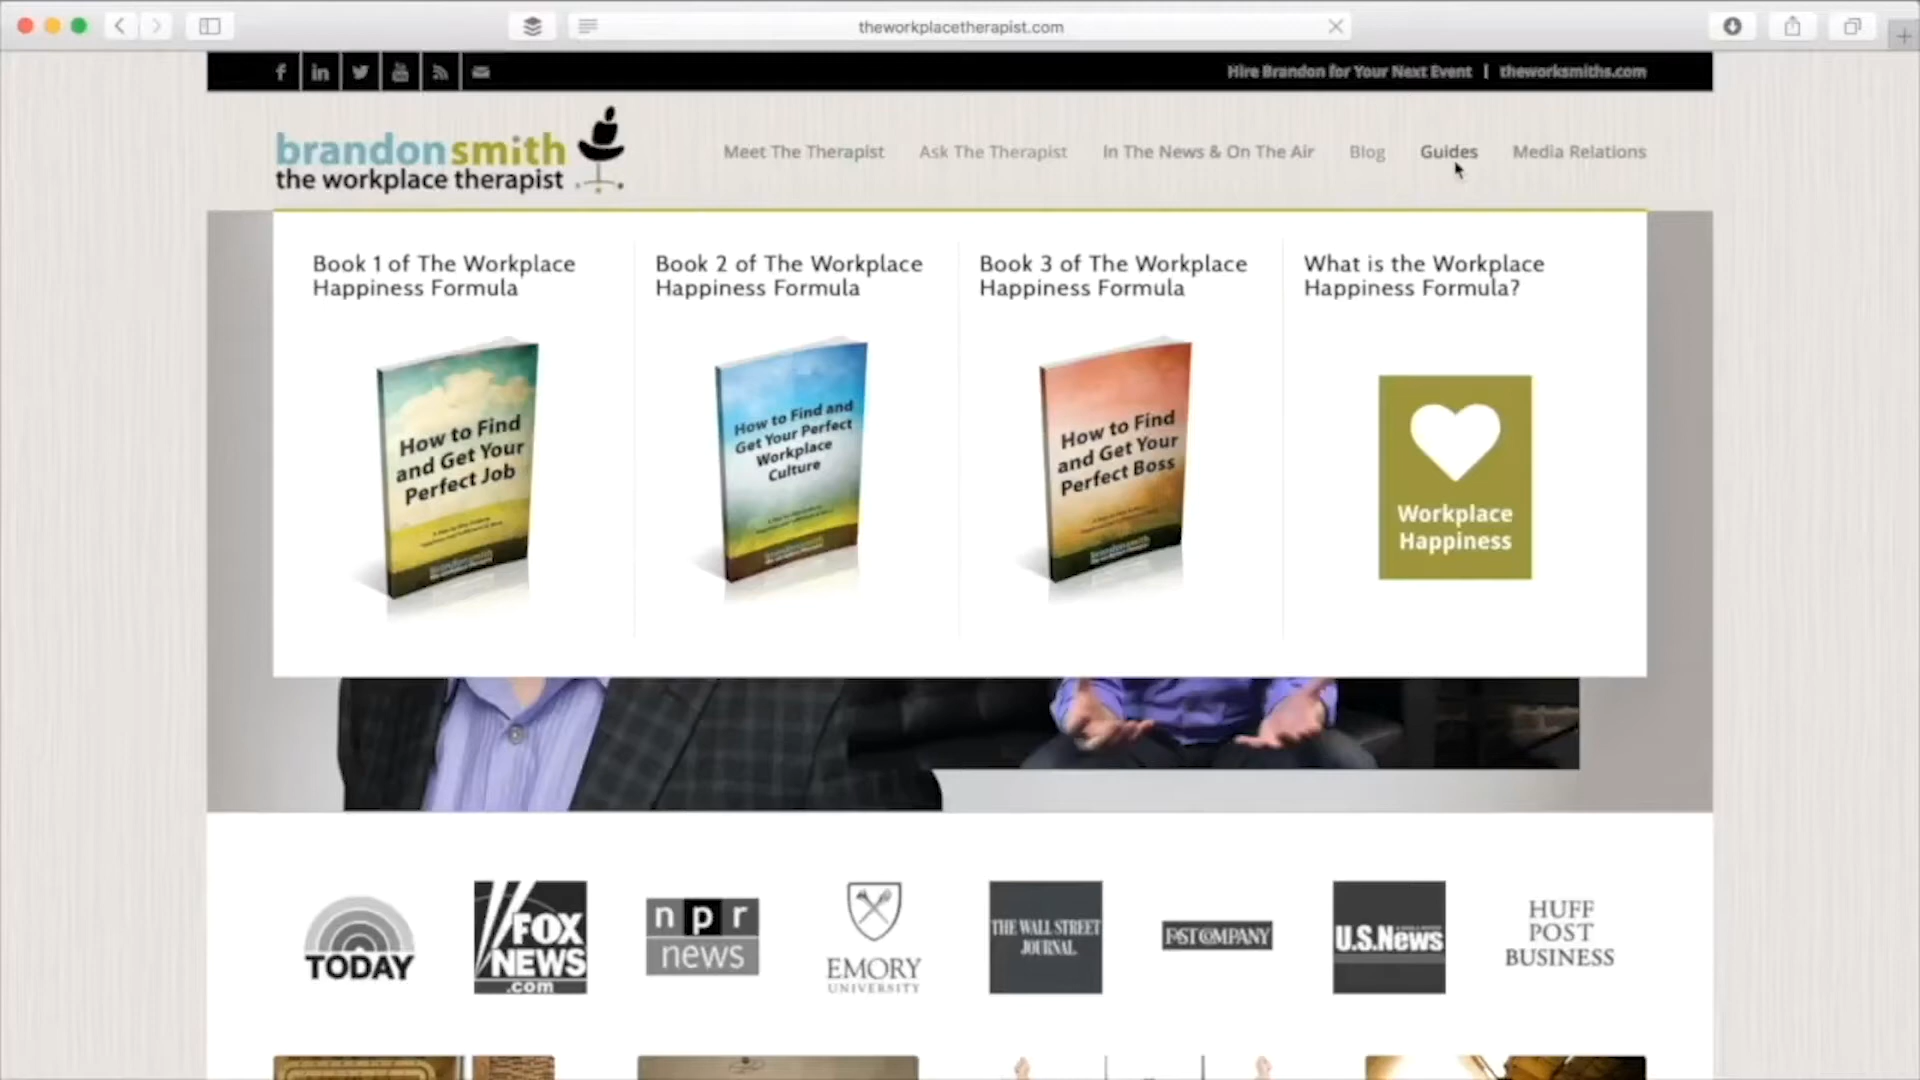 theworkplacetherapist.com
Hire Brandon for Your Next Event | theworksmiths.com
brandonsmith
the workplace therapist
Meet The Therapist
Ask The Therapist
In The News & On The Air
Blog
Guides
Media Relations
Book 1 of The Workplace
Happiness Formula
Book 2 of The Workplace
Happiness Formula
Book 3 of The Workplace
Happiness Formula
What is the Workplace
Happiness Formula?
How to Find
and Get Your
Perfect Job
brandonsmith
How to Find and
Get Your Perfect
Workplace
Culture
brandonsmith
How to Find
and Get Your
Perfect Boss
brandonsmith
Workplace
Happiness
TODAY
FOX
NEWS
.com
npr
news
EMORY
UNIVERSITY
THE WALL STREET
JOURNAL.
FAST COMPANY
U.S.News
HUFF
POST
BUSINESS